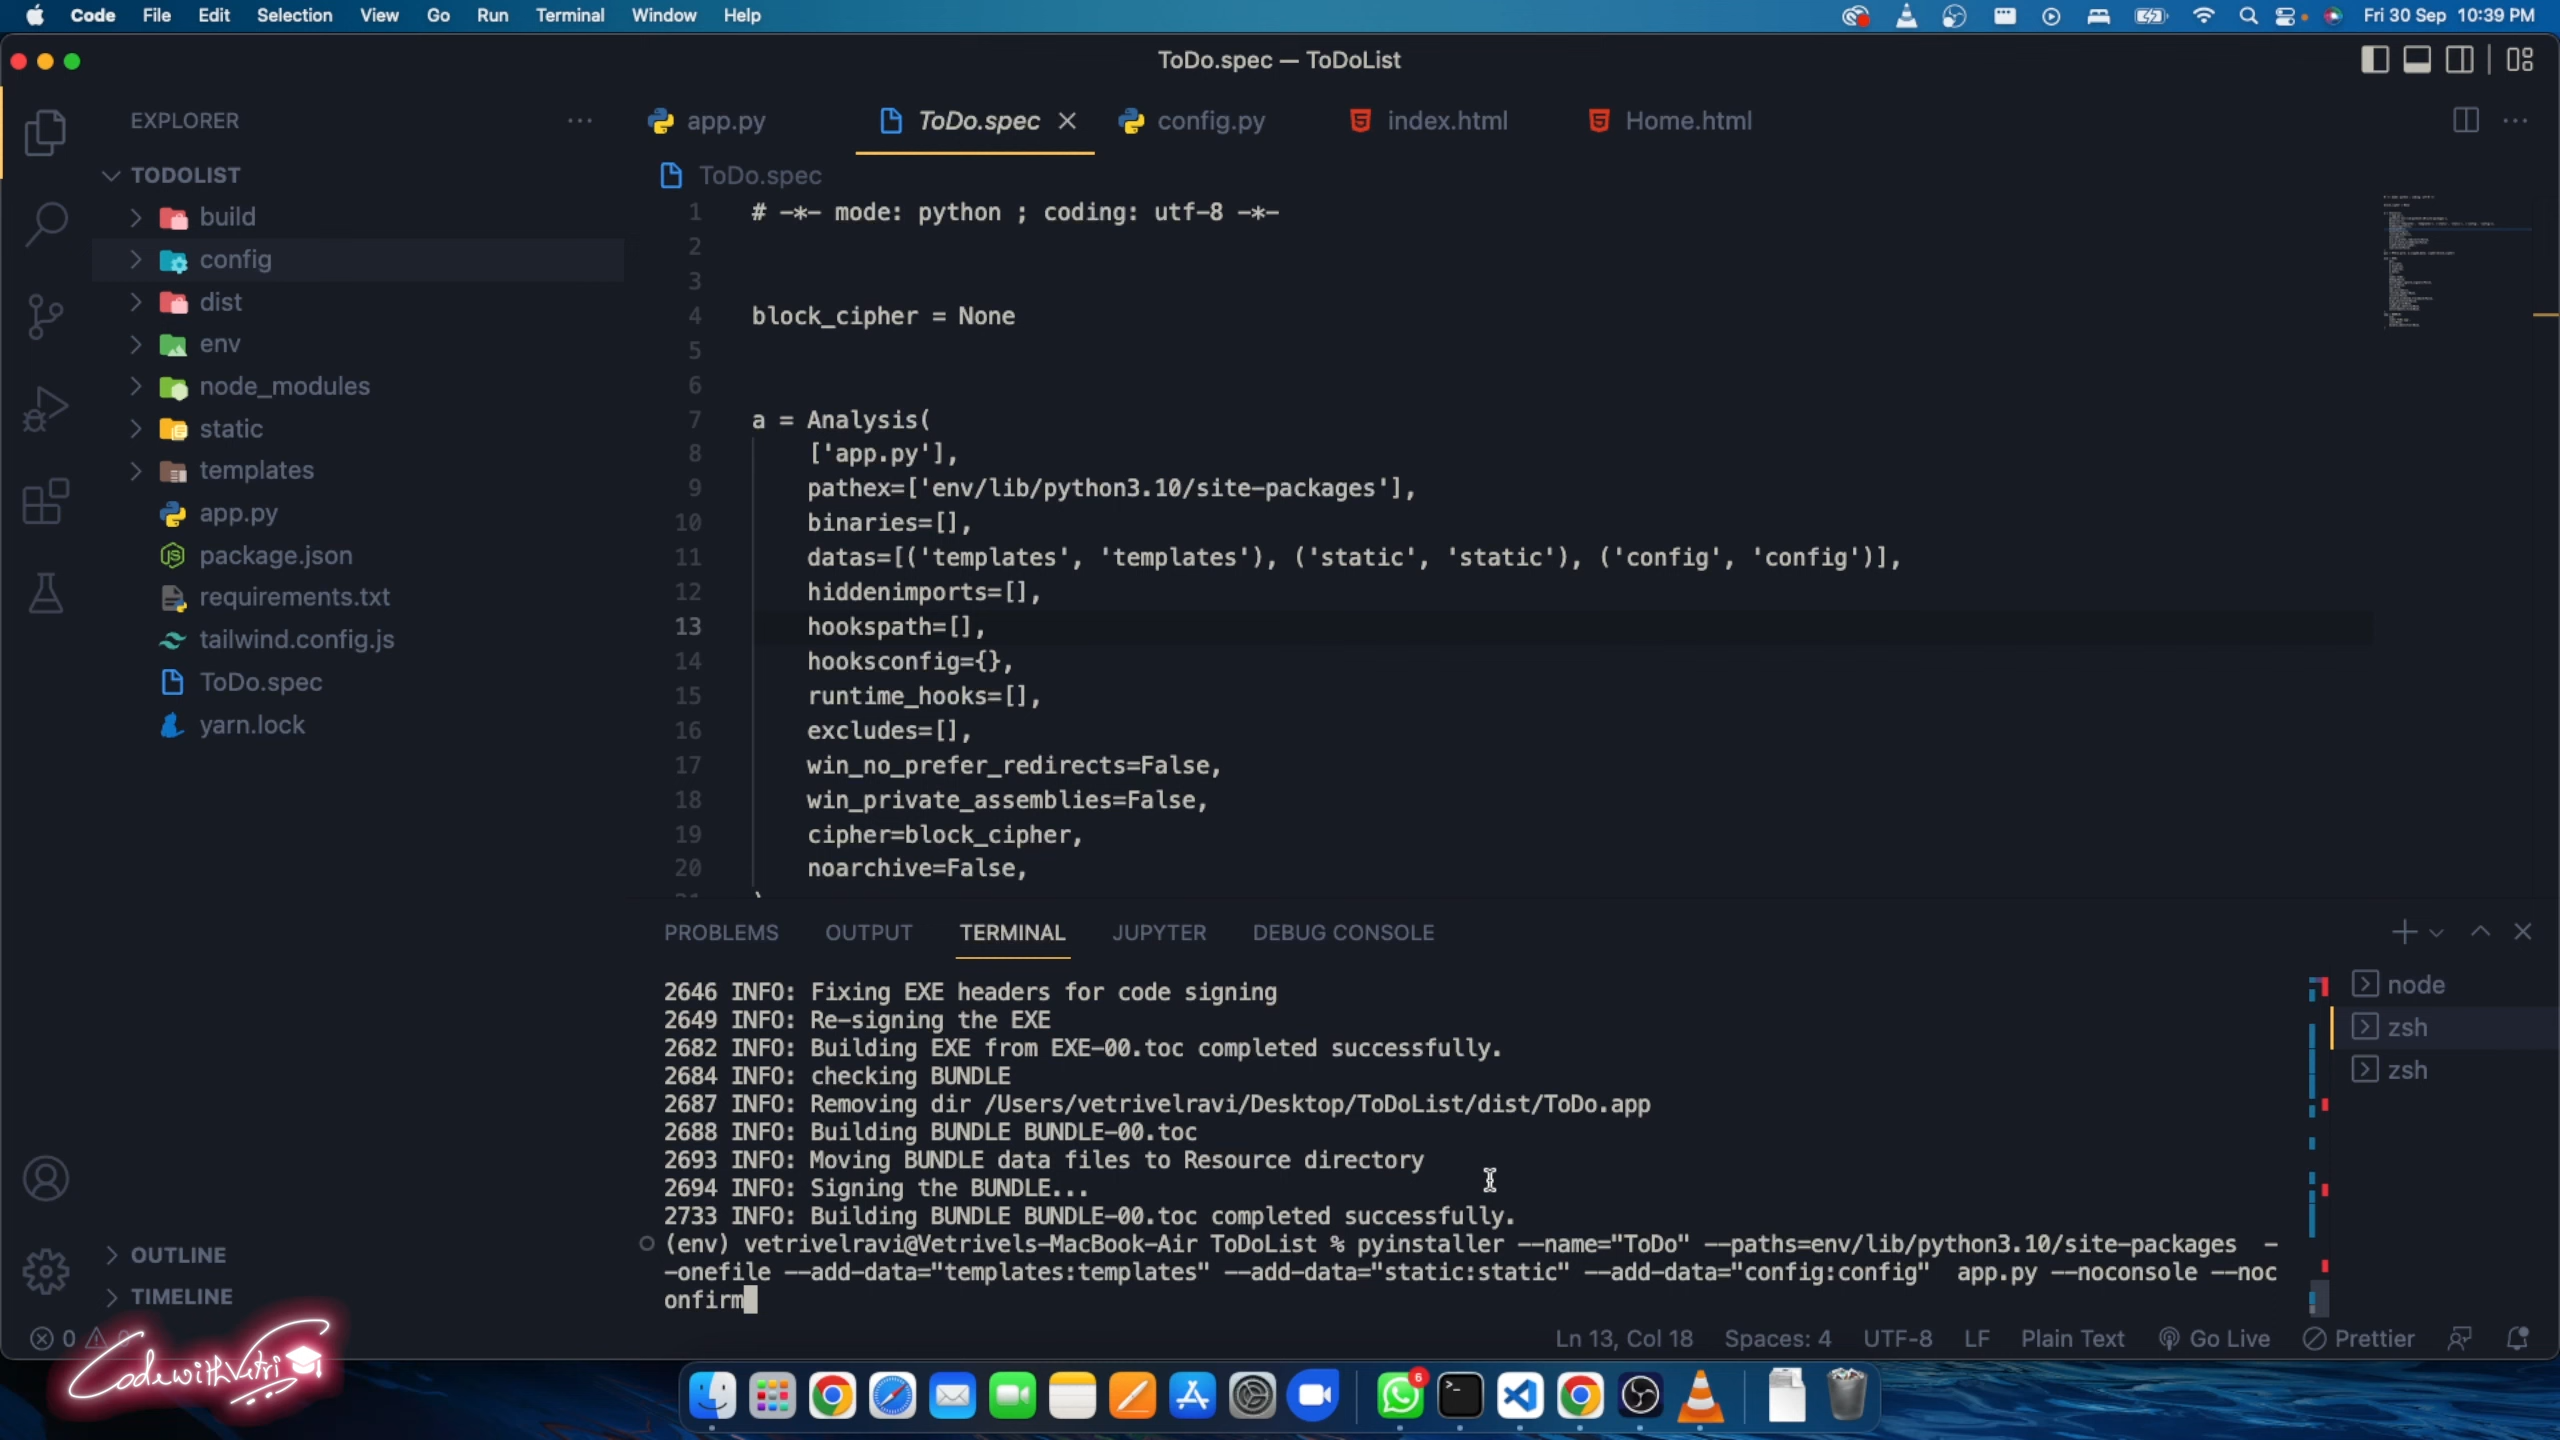 Code File Edit Selection View Go Run Terminal Window Help Fri 30 Sep 10:39 PM
ToDo.spec — ToDoList
EXPLORER
TODOLIST
build
config
dist
env
node_modules
static
templates
app.py
package.json
requirements.txt
tailwind.config.js
ToDo.spec
yarn.lock
OUTLINE
TIMELINE
app.py ToDo.spec config.py index.html Home.html
ToDo.spec
1 # -*- mode: python ; coding: utf-8 -*-
2
3
4 block_cipher = None
5
6
7 a = Analysis(
8 ['app.py'],
9 pathex=['env/lib/python3.10/site-packages'],
10 binaries=[],
11 datas=[('templates', 'templates'), ('static', 'static'), ('config', 'config')],
12 hiddenimports=[],
13 hookspath=[],
14 hooksconfig={},
15 runtime_hooks=[],
16 excludes=[],
17 win_no_prefer_redirects=False,
18 win_private_assemblies=False,
19 cipher=block_cipher,
20 noarchive=False,
PROBLEMS OUTPUT TERMINAL JUPYTER DEBUG CONSOLE
2646 INFO: Fixing EXE headers for code signing
2649 INFO: Re-signing the EXE
2682 INFO: Building EXE from EXE-00.toc completed successfully.
2684 INFO: checking BUNDLE
2687 INFO: Removing dir /Users/vetrivelravi/Desktop/ToDoList/dist/ToDo.app
2688 INFO: Building BUNDLE BUNDLE-00.toc
2693 INFO: Moving BUNDLE data files to Resource directory
2694 INFO: Signing the BUNDLE...
2733 INFO: Building BUNDLE BUNDLE-00.toc completed successfully.
(env) vetrivelravi@Vetrivels-MacBook-Air ToDoList % pyinstaller --name="ToDo" --paths=env/lib/python3.10/site-packages -
-onefile --add-data="templates:templates" --add-data="static:static" --add-data="config:config" app.py --noconsole --noc
onfirm
node
zsh
zsh
0
Ln 13, Col 18 Spaces: 4 UTF-8 LF Plain Text Go Live Prettier
CodewithVetri
6